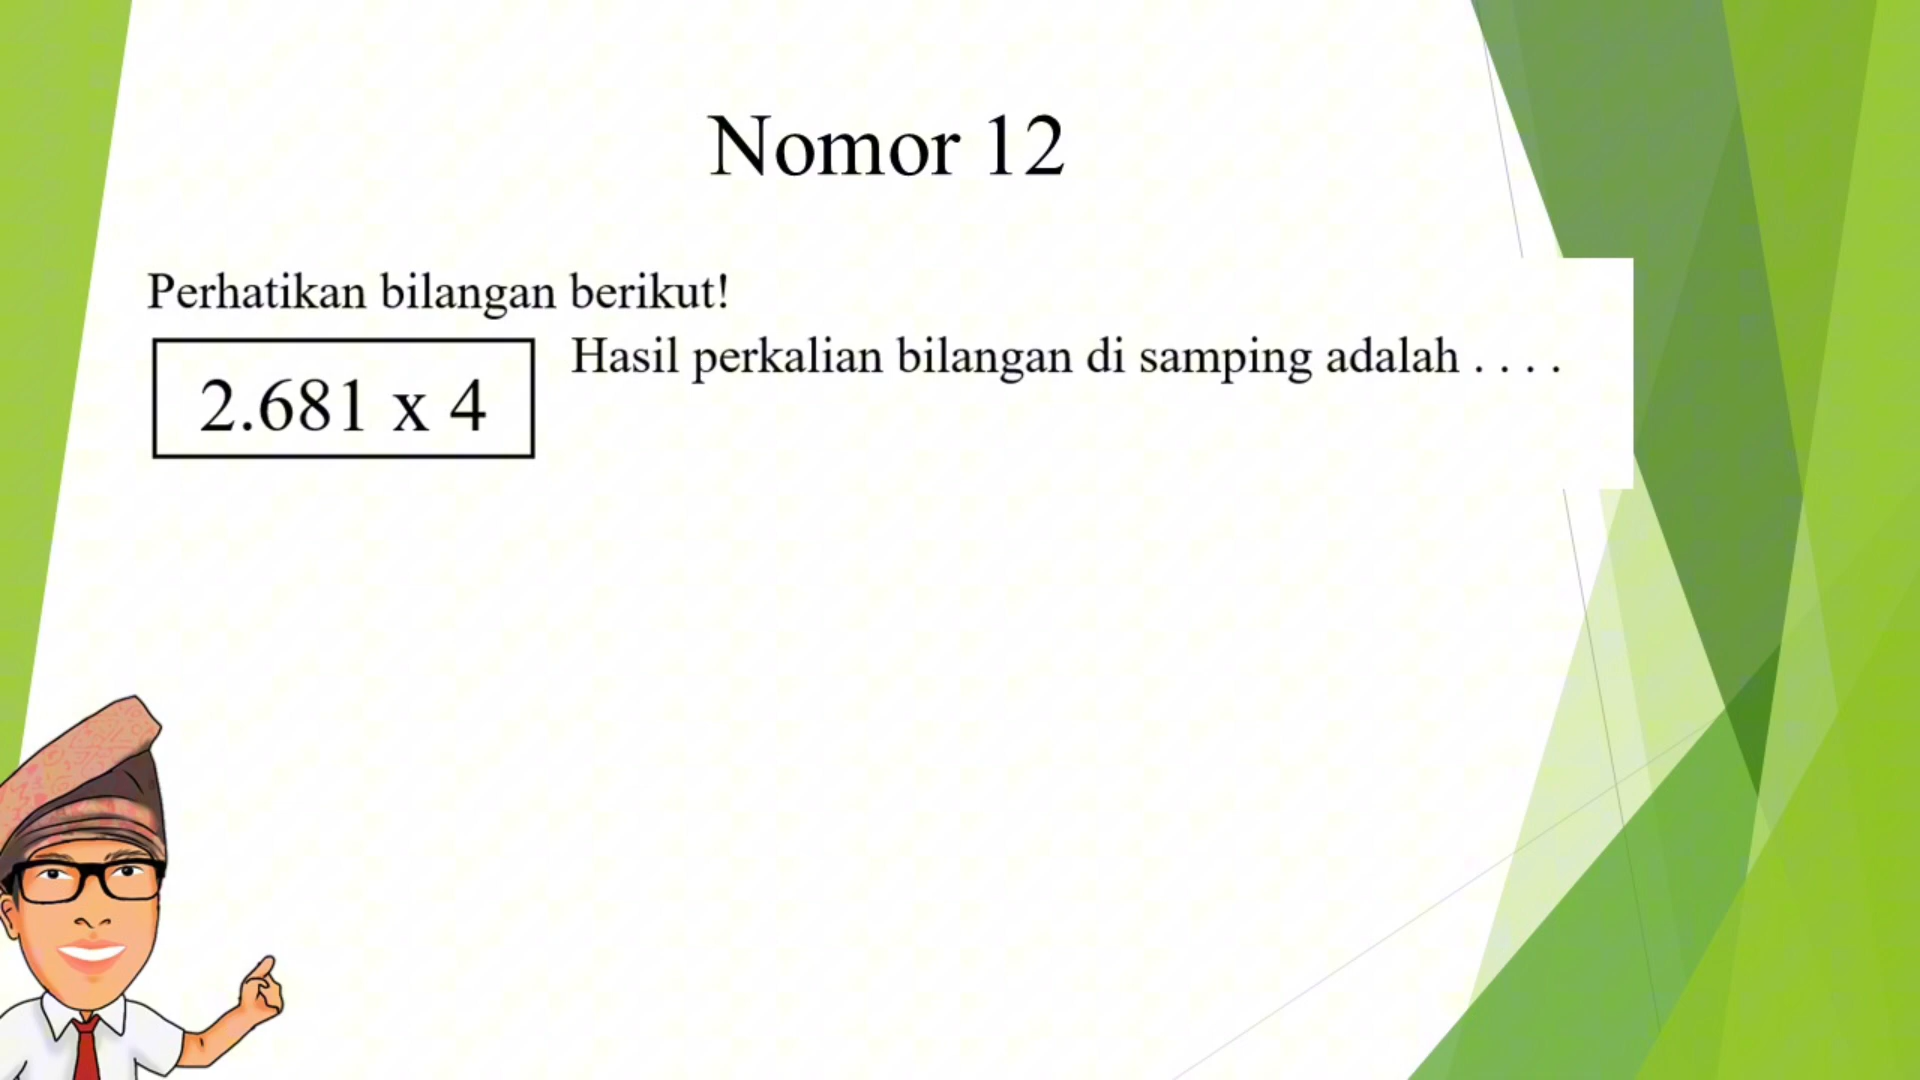 Nomor 12
Perhatikan bilangan berikut!
Hasil perkalian bilangan di samping adalah . . . .
2.681 x 4